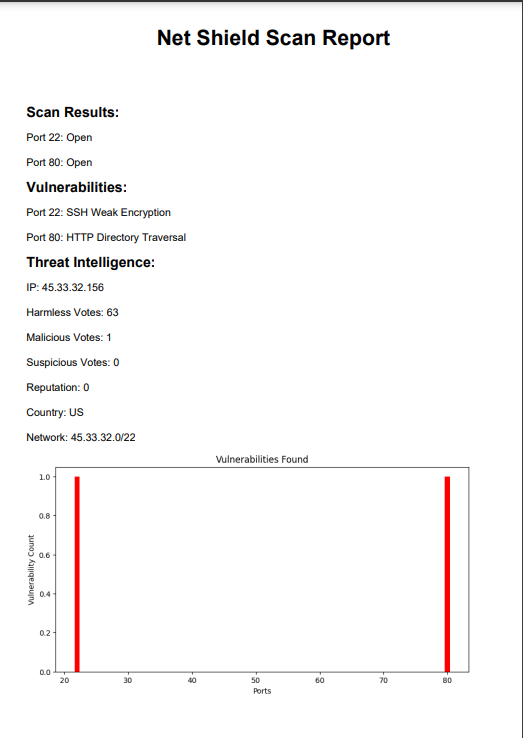 Net Shield Scan Report
Scan Results:
Port 22: Open
Port 80: Open
Vulnerabilities:
Port 22: SSH Weak Encryption
Port 80: HTTP Directory Traversal
Threat Intelligence:
IP: 45.33.32.156
Harmless Votes: 63
Malicious Votes: 1
Suspicious Votes: 0
Reputation: 0
Country: US
Network: 45.33.32.0/22
Vulnerabilities Found
Vulnerability Count
1.0
0.8
0.6
0.4
0.2
0.0
20 30 40 50 60 70 80
Ports